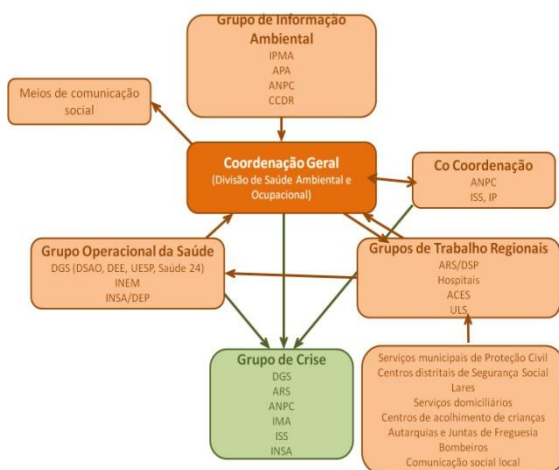 Grupo de Informação
Ambiental
IPMA
APA
ANPC
CCDR
Meios de comunicação
social
Coordenação Geral
(Divisão de Saúde Ambiental e
Ocupacional)
Co Coordenação
ANPC
ISS, IP
Grupo Operacional da Saúde
DGS (DSAO, DEE, UESP, Saúde 24)
INEM
INSA/DEP
Grupos de Trabalho Regionais
ARS/DSP
Hospitais
ACES
ULS
Grupo de Crise
DGS
ARS
ANPC
IMA
ISS
INSA
Serviços municipais de Proteção Civil
Centros distritais de Segurança Social
Lares
Serviços domiciliários
Centros de acolhimento de crianças
Autarquias e Juntas de Freguesia
Bombeiros
Comunicação social local